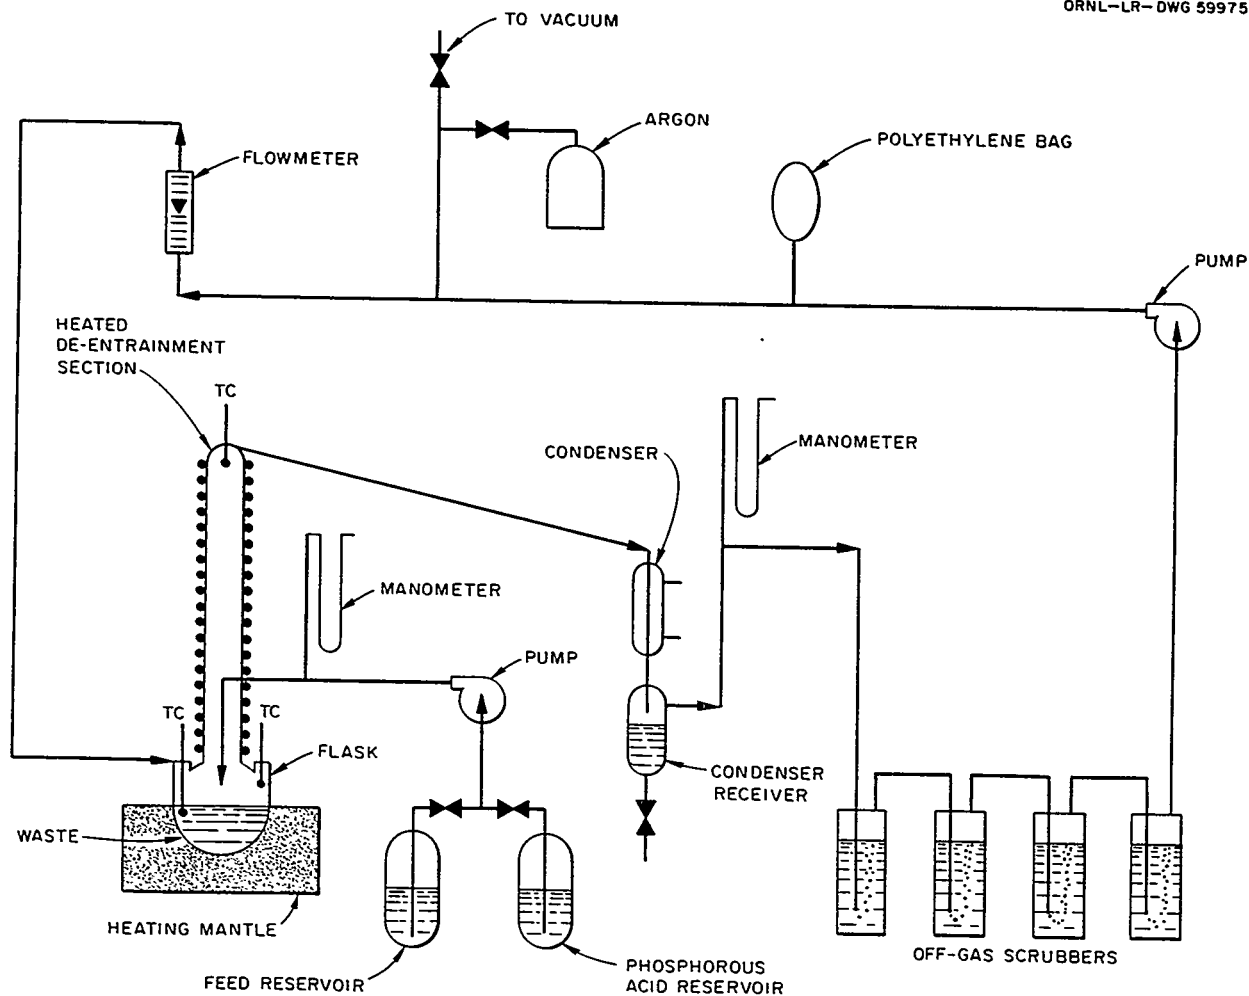 ORNL-LR-DWG 59975
TO VACUUM
ARGON
POLYETHYLENE BAG
FLOWMETER
PUMP
HEATED
DE-ENTRAINMENT
SECTION
TC
CONDENSER
MANOMETER
MANOMETER
PUMP
TC
TC
FLASK
CONDENSER
RECEIVER
WASTE
HEATING MANTLE
OFF-GAS SCRUBBERS
FEED RESERVOIR
PHOSPHOROUS
ACID RESERVOIR